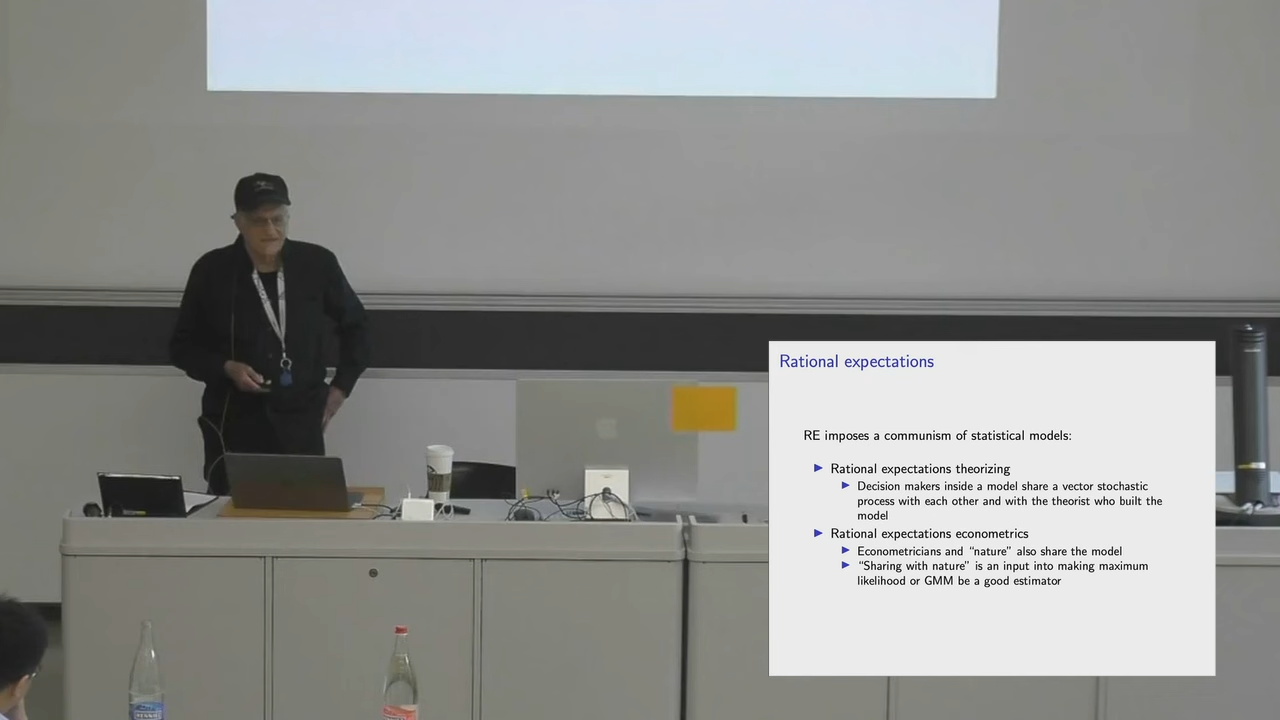 Rational expectations
RE imposes a communism of statistical models:
Rational expectations theorizing
Decision makers inside a model share a vector stochastic
process with each other and with the theorist who built the
model
Rational expectations econometrics
Econometricians and “nature” also share the model
“Sharing with nature” is an input into making maximum
likelihood or GMM be a good estimator